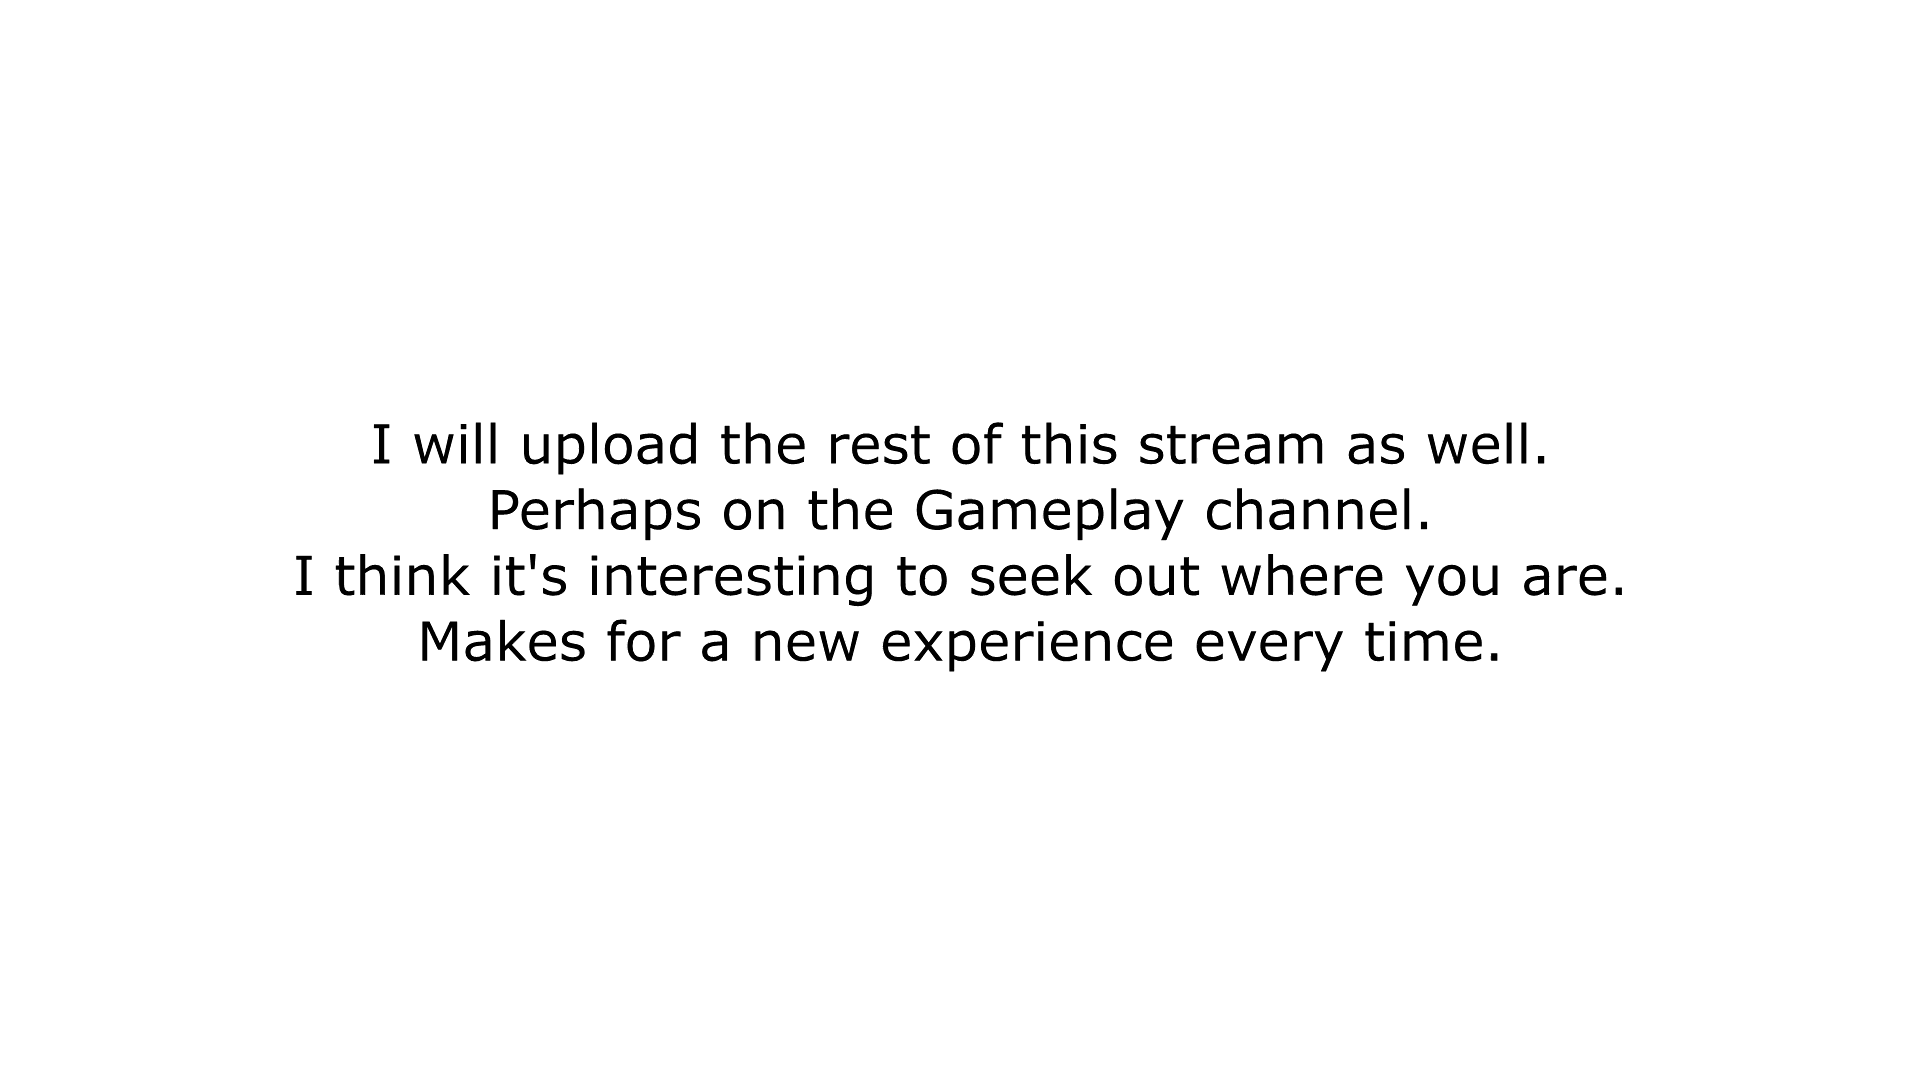 I will upload the rest of this stream as well.
Perhaps on the Gameplay channel.
I think it's interesting to seek out where you are.
Makes for a new experience every time.